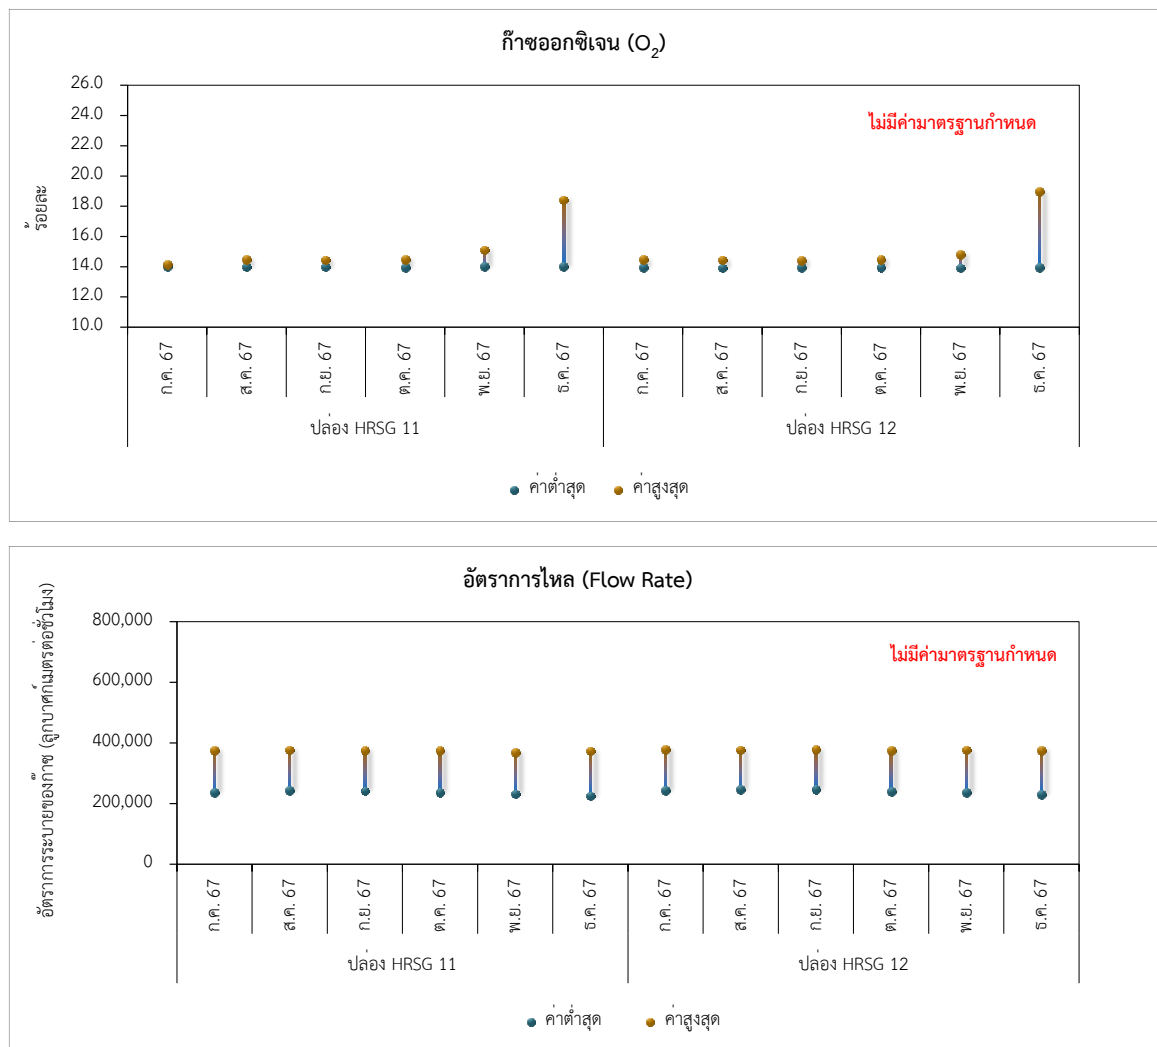 ก๊าซออกซิเจน (O2)
ไม่มีค่ามาตรฐานกำหนด
ร้อยละ
26.0
24.0
22.0
20.0
18.0
16.0
14.0
12.0
10.0
ก.ค. 67 ส.ค. 67 ก.ย. 67 ต.ค. 67 พ.ย. 67 ธ.ค. 67 ก.ค. 67 ส.ค. 67 ก.ย. 67 ต.ค. 67 พ.ย. 67 ธ.ค. 67
ปล่อง HRSG 11 ปล่อง HRSG 12
ค่าต่ำสุด ค่าสูงสุด
อัตราการไหล (Flow Rate)
ไม่มีค่ามาตรฐานกำหนด
อัตราการระบายของก๊าซ (ลูกบาศก์เมตรต่อชั่วโมง)
800,000
600,000
400,000
200,000
0
ก.ค. 67 ส.ค. 67 ก.ย. 67 ต.ค. 67 พ.ย. 67 ธ.ค. 67 ก.ค. 67 ส.ค. 67 ก.ย. 67 ต.ค. 67 พ.ย. 67 ธ.ค. 67
ปล่อง HRSG 11 ปล่อง HRSG 12
ค่าต่ำสุด ค่าสูงสุด